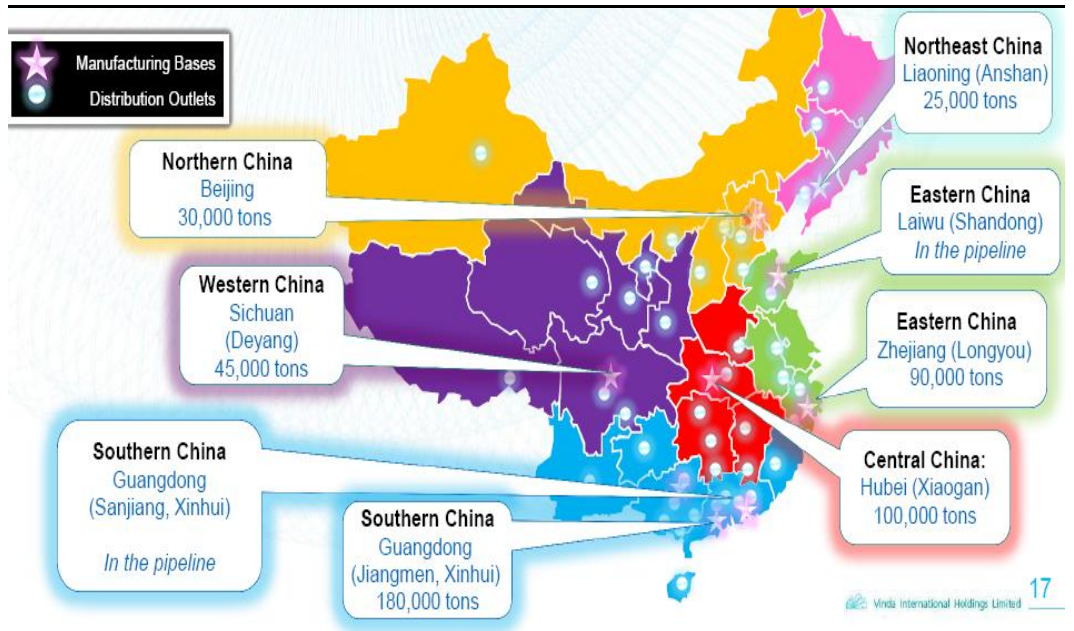 Manufacturing Bases
Distribution Outlets
Northeast China
Liaoning (Anshan)
25,000 tons
Northern China
Beijing
30,000 tons
Eastern China
Laiwu (Shandong)
In the pipeline
Western China
Sichuan
(Deyang)
45,000 tons
Eastern China
Zhejiang (Longyou)
90,000 tons
Southern China
Guangdong
(Sanjiang, Xinhui)
In the pipeline
Southern China
Guangdong
(Jiangmen, Xinhui)
180,000 tons
Central China:
Hubei (Xiaogan)
100,000 tons
Vinda International Holdings Limited
17